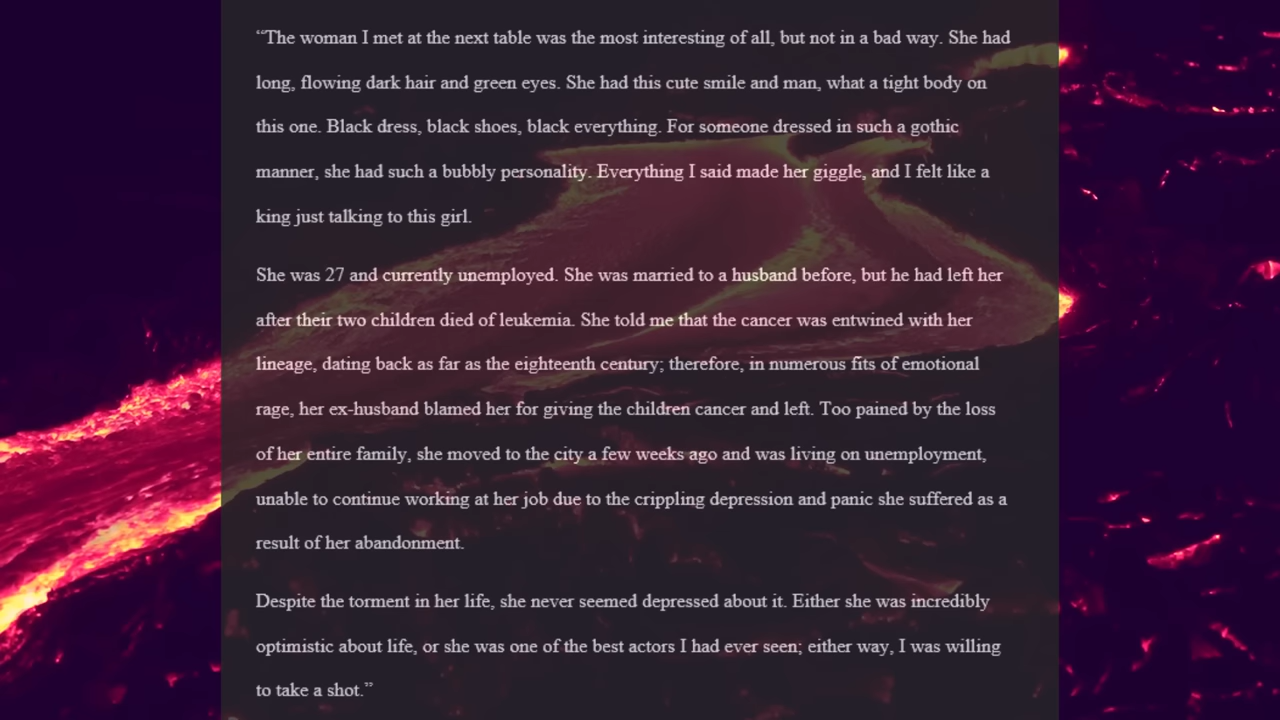 “The woman I met at the next table was the most interesting of all, but not in a bad way. She had
long, flowing dark hair and green eyes. She had this cute smile and man, what a tight body on
this one. Black dress, black shoes, black everything. For someone dressed in such a gothic
manner, she had such a bubbly personality. Everything I said made her giggle, and I felt like a
king just talking to this girl.
She was 27 and currently unemployed. She was married to a husband before, but he had left her
after their two children died of leukemia. She told me that the cancer was entwined with her
lineage, dating back as far as the eighteenth century; therefore, in numerous fits of emotional
rage, her ex-husband blamed her for giving the children cancer and left. Too pained by the loss
of her entire family, she moved to the city a few weeks ago and was living on unemployment,
unable to continue working at her job due to the crippling depression and panic she suffered as a
result of her abandonment.
Despite the torment in her life, she never seemed depressed about it. Either she was incredibly
optimistic about life, or she was one of the best actors I had ever seen; either way, I was willing
to take a shot.”